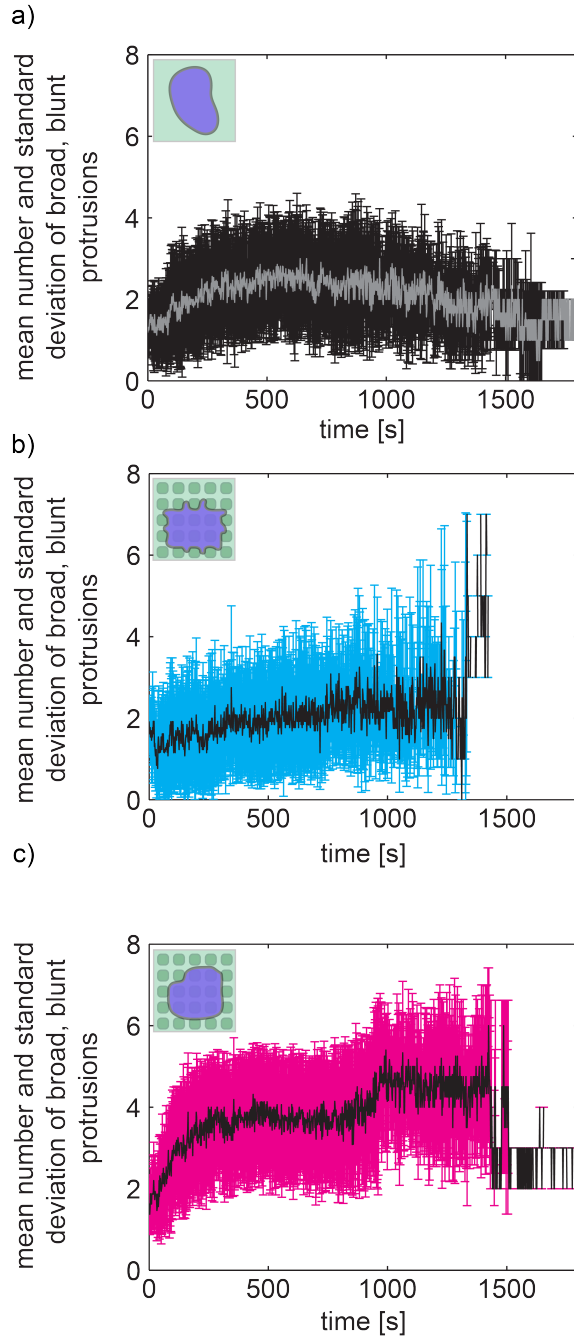 a)
mean number and standard
deviation of broad, blunt
protrusions
8
6
4
2
0
0 500 1000 1500
time [s]
b)
mean number and standard
deviation of broad, blunt
protrusions
8
6
4
2
0
0 500 1000 1500
time [s]
c)
mean number and standard
deviation of broad, blunt
protrusions
8
6
4
2
0
0 500 1000 1500
time [s]